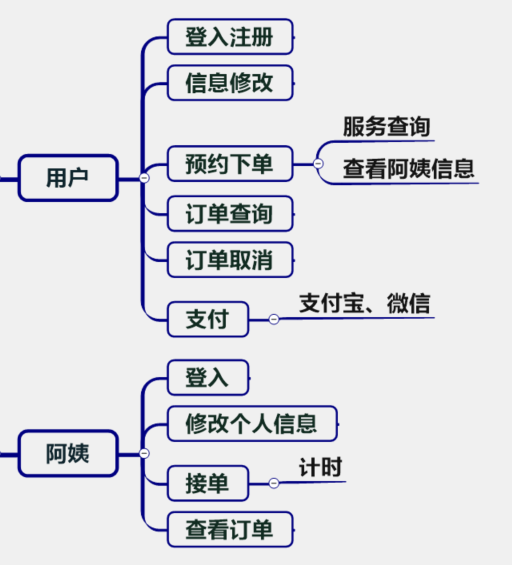 用户
登入注册
信息修改
预约下单
服务查询
查看阿姨信息
订单查询
订单取消
支付
支付宝、微信
阿姨
登入
修改个人信息
接单
计时
查看订单